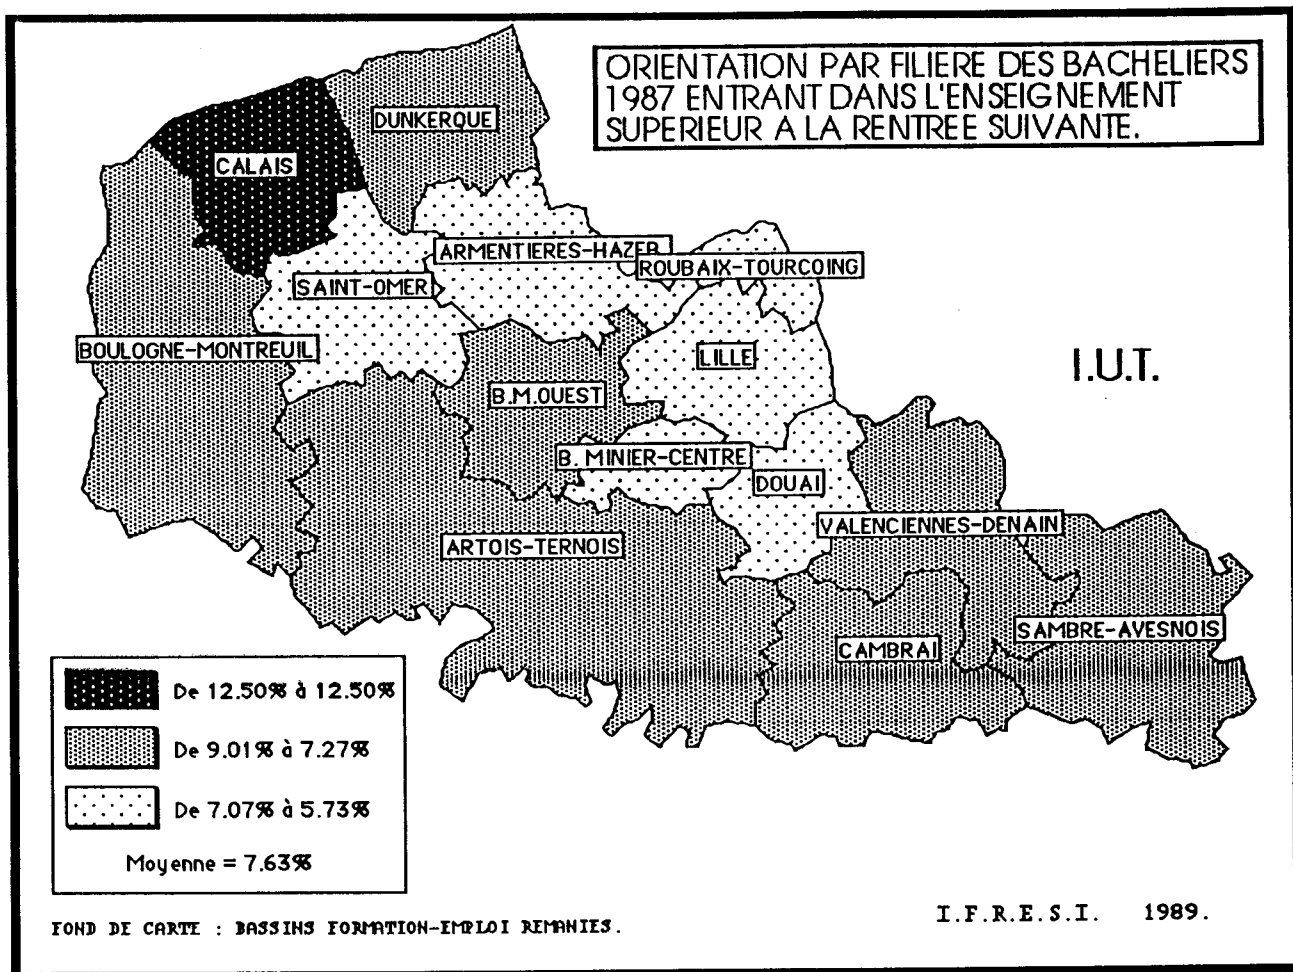 ORIENTATION PAR FILIERE DES BACHELIERS
1987 ENTRANT DANS L'ENSEIGNEMENT
SUPERIEUR A LA RENTREE SUIVANTE.
DUNKERQUE
CALAIS
ARMENTIERES-HAZEB
ROUBAIX-TOURCOING
SAINT-OMER
BOULOGNE-MONTREUIL
LILLE
I.U.T.
B.M.OUEST
B. MINIER-CENTRE
DOUAI
VALENCIENNES-DENAIN
ARTOIS-TERNOIS
SAMBRE-AVESNOIS
CAMBRAI
De 12.50% à 12.50%
De 9.01% à 7.27%
De 7.07% à 5.73%
Moyenne = 7.63%
FOND DE CARTE : BASSINS FORMATION-EMPLOI REMANIES.
I.F.R.E.S.I. 1989.